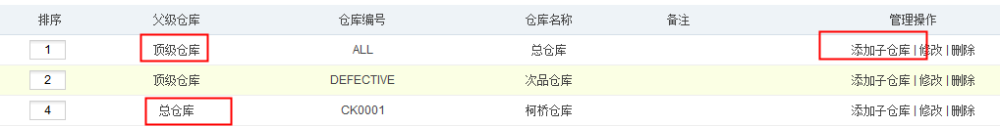 排序 父级仓库 仓库编号 仓库名称 备注 管理操作
1 顶级仓库 ALL 总仓库 添加子仓库 | 修改 | 删除
2 顶级仓库 DEFECTIVE 次品仓库 添加子仓库 | 修改 | 删除
4 总仓库 CK0001 柯桥仓库 添加子仓库 | 修改 | 删除